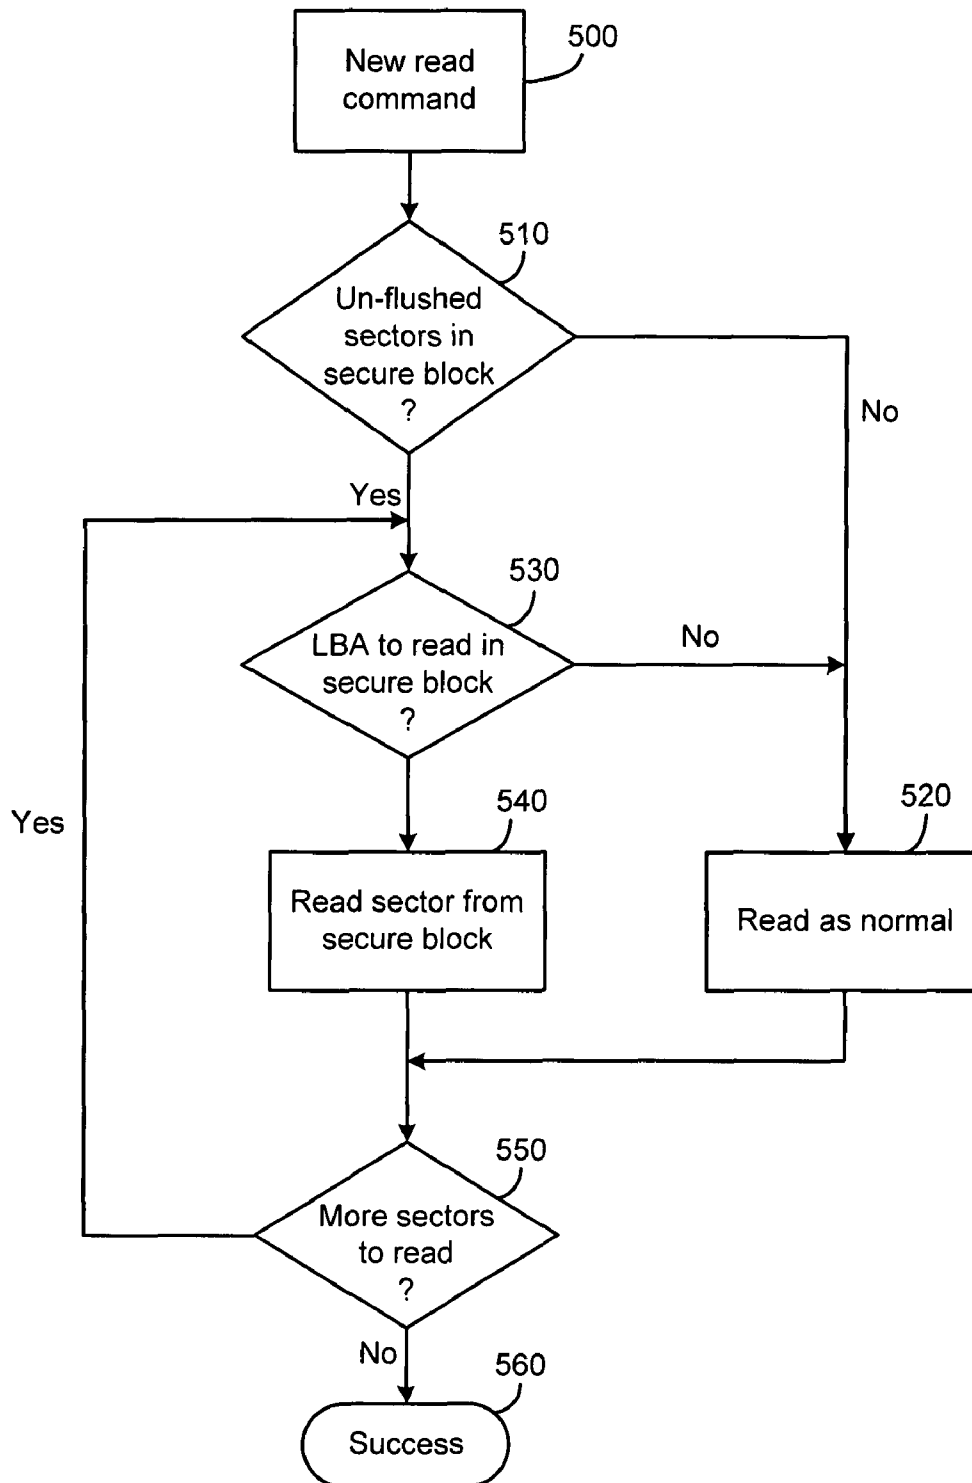 New read
command
500
510
Un-flushed
sectors in
secure block
?
No
Yes
530
LBA to read in
secure block
?
No
Yes
540
520
Read sector from
secure block
Read as normal
550
More sectors
to read
?
No
560
Success